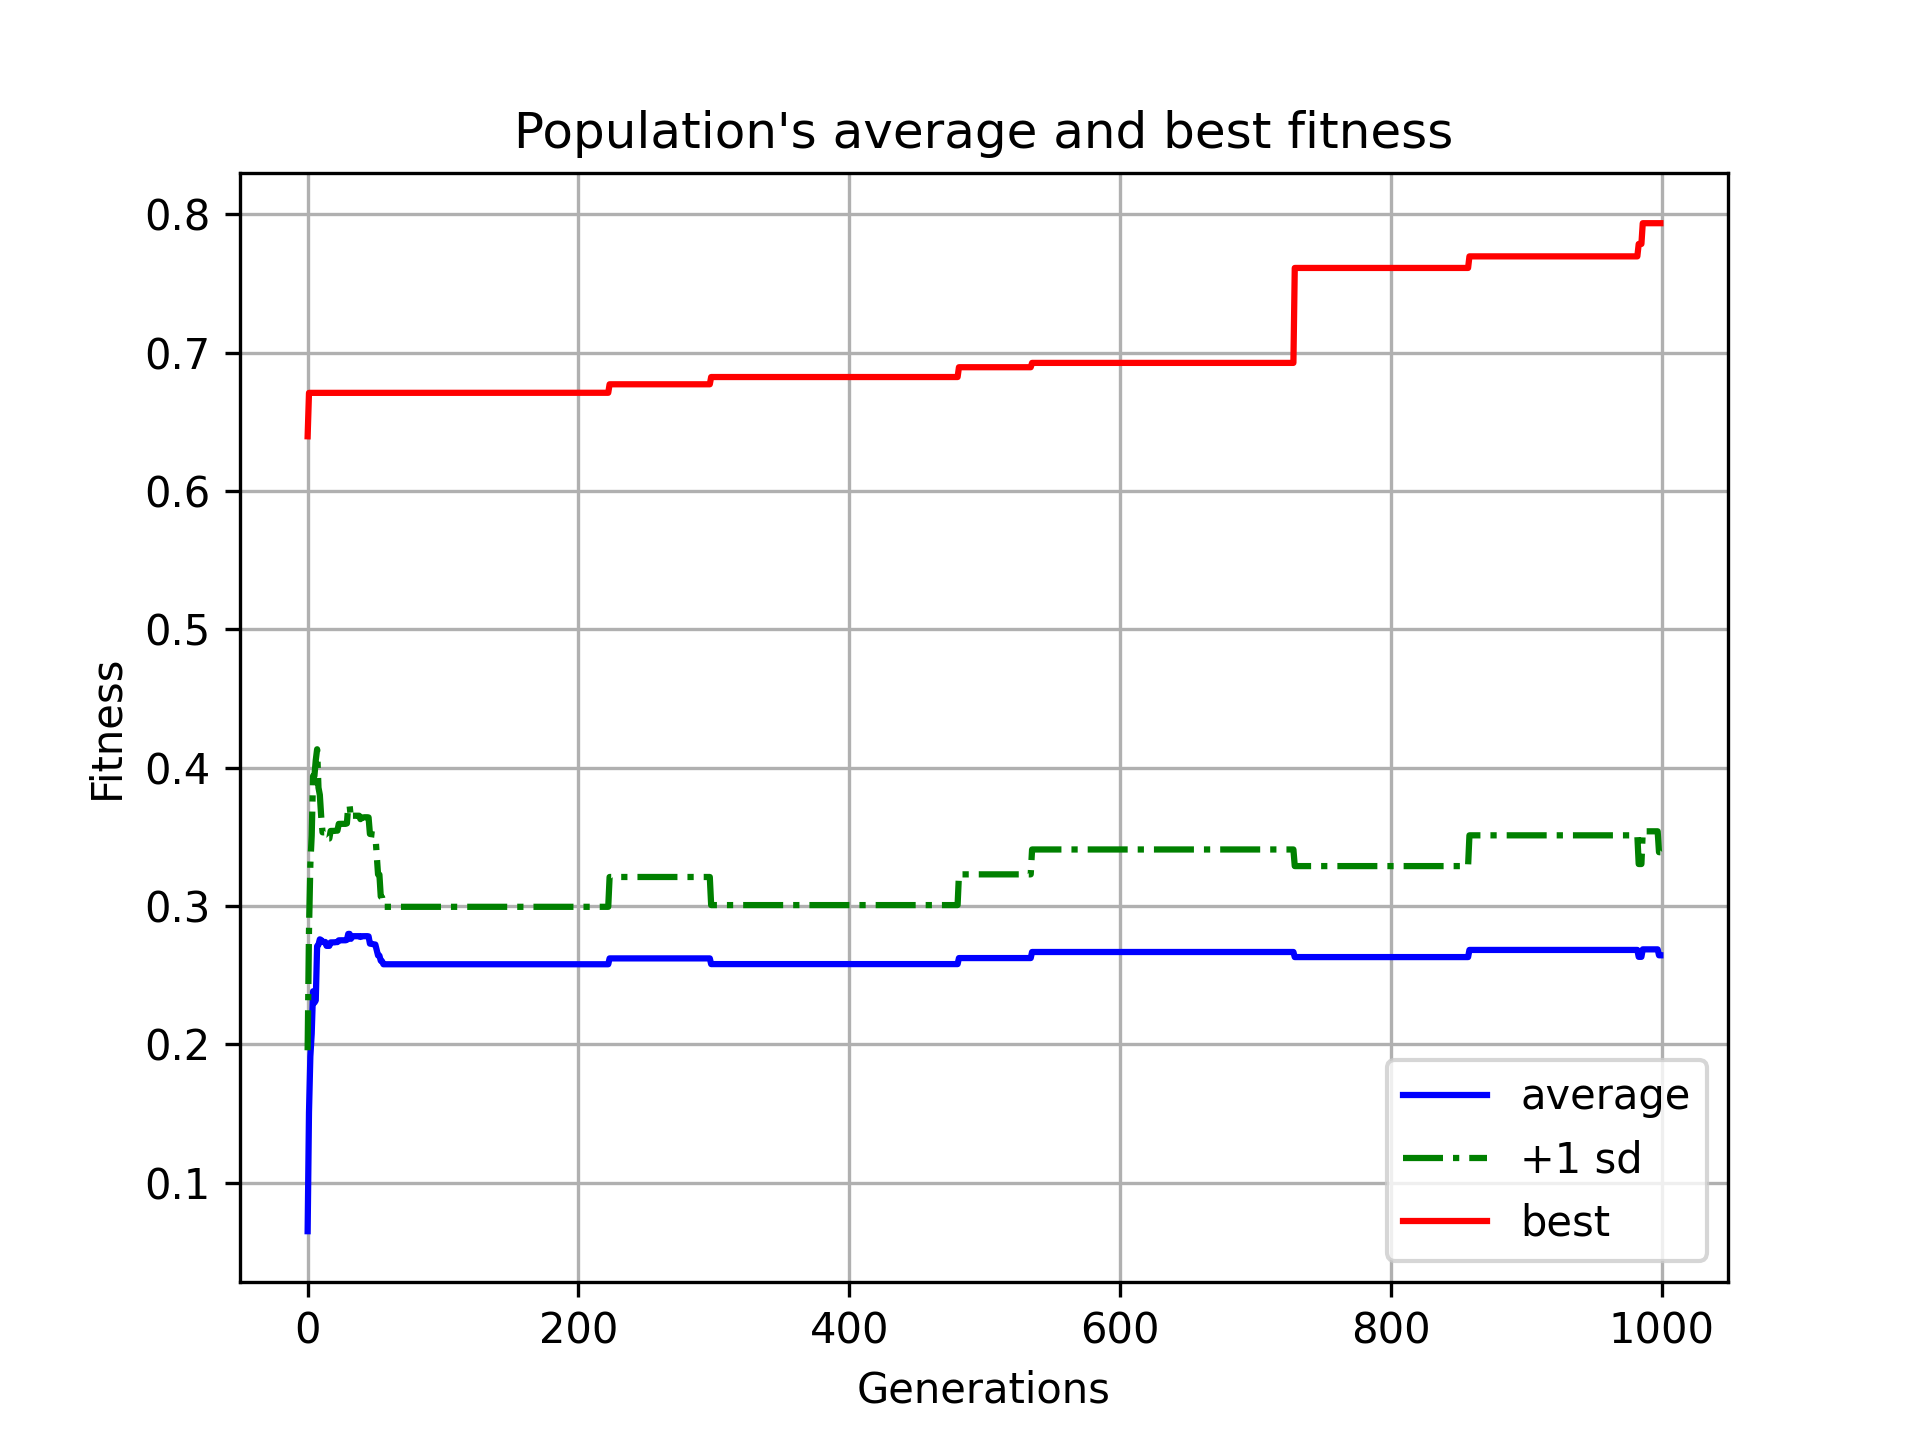 Population's average and best fitness
0.8
0.7
0.6
0.5
0.4
0.3
0.2
0.1
Fitness
average
+1 sd
best
0 200 400 600 800 1000
Generations